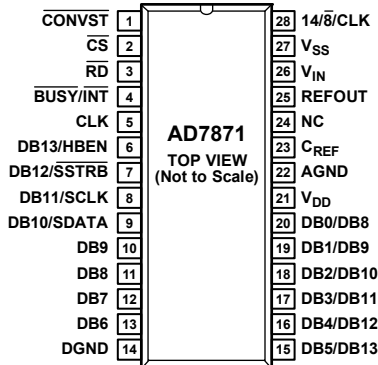 CONVST 1
CS 2
RD 3
BUSY/INT 4
CLK 5
DB13/HBEN 6
DB12/SSTRB 7
DB11/SCLK 8
DB10/SDATA 9
DB9 10
DB8 11
DB7 12
DB6 13
DGND 14
AD7871
TOP VIEW
(Not to Scale)
28 14/8/CLK
27 VSS
26 VIN
25 REFOUT
24 NC
23 CREF
22 AGND
21 VDD
20 DB0/DB8
19 DB1/DB9
18 DB2/DB10
17 DB3/DB11
16 DB4/DB12
15 DB5/DB13